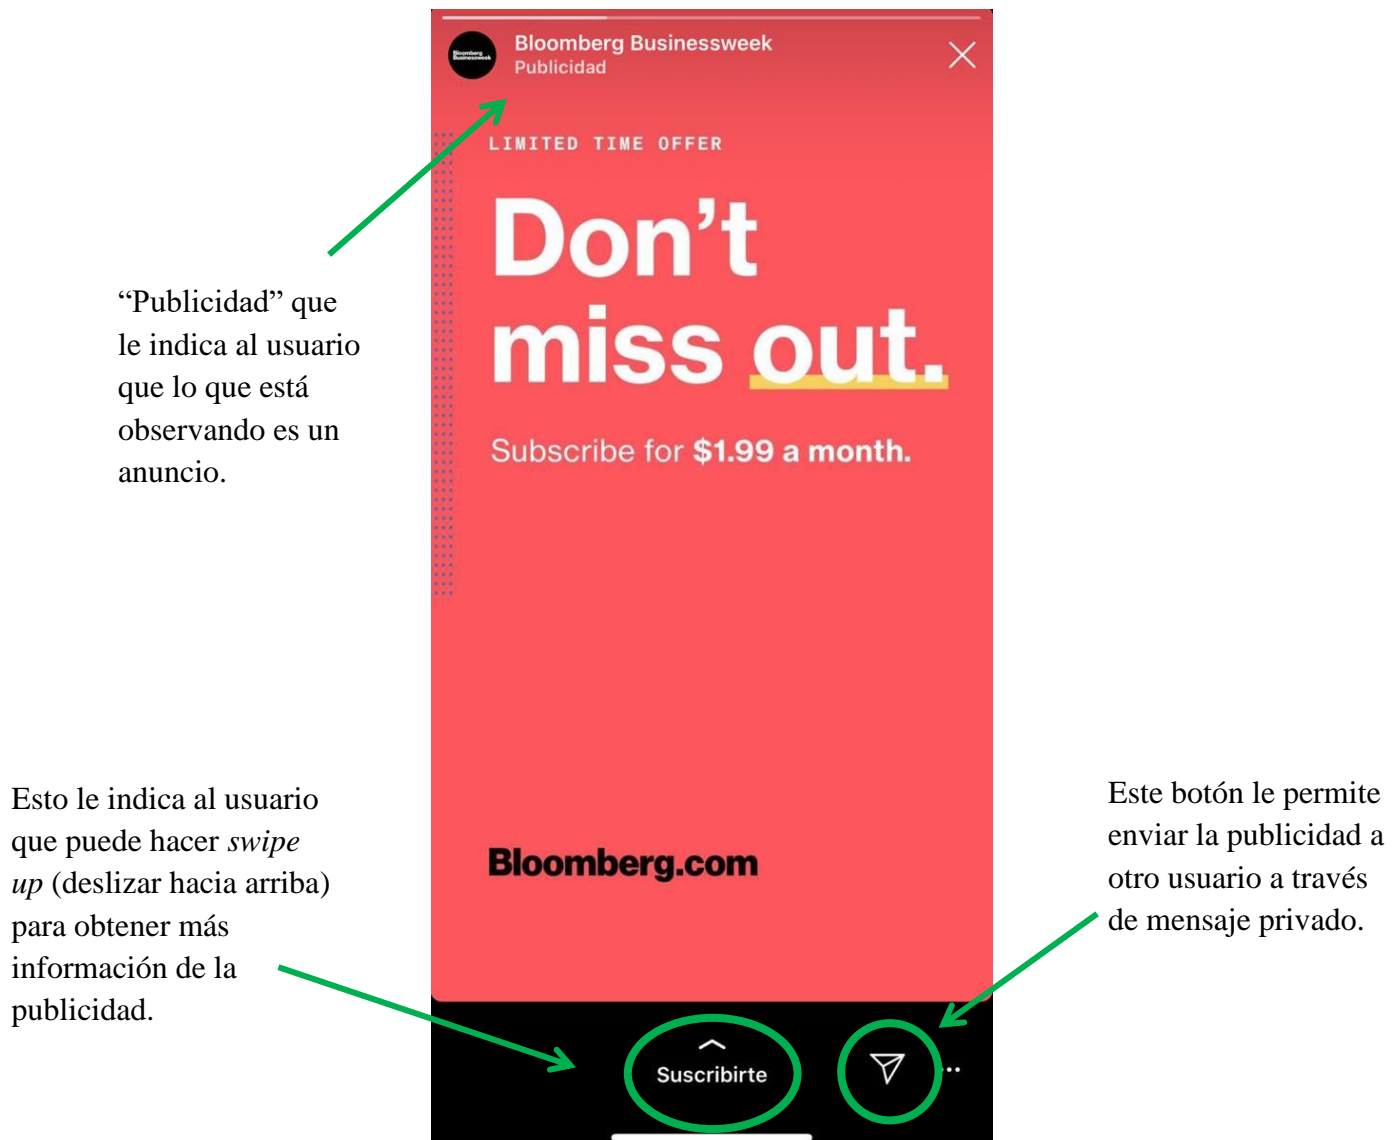 Bloomberg
Businessweek
Bloomberg Businessweek
Publicidad
LIMITED TIME OFFER
Don’t
miss out.
Subscribe for $1.99 a month.
“Publicidad” que
le indica al usuario
que lo que está
observando es un
anuncio.
Esto le indica al usuario
que puede hacer swipe
up (deslizar hacia arriba)
para obtener más
información de la
publicidad.
Este botón le permite
enviar la publicidad a
otro usuario a través
de mensaje privado.
Bloomberg.com
Suscribirte